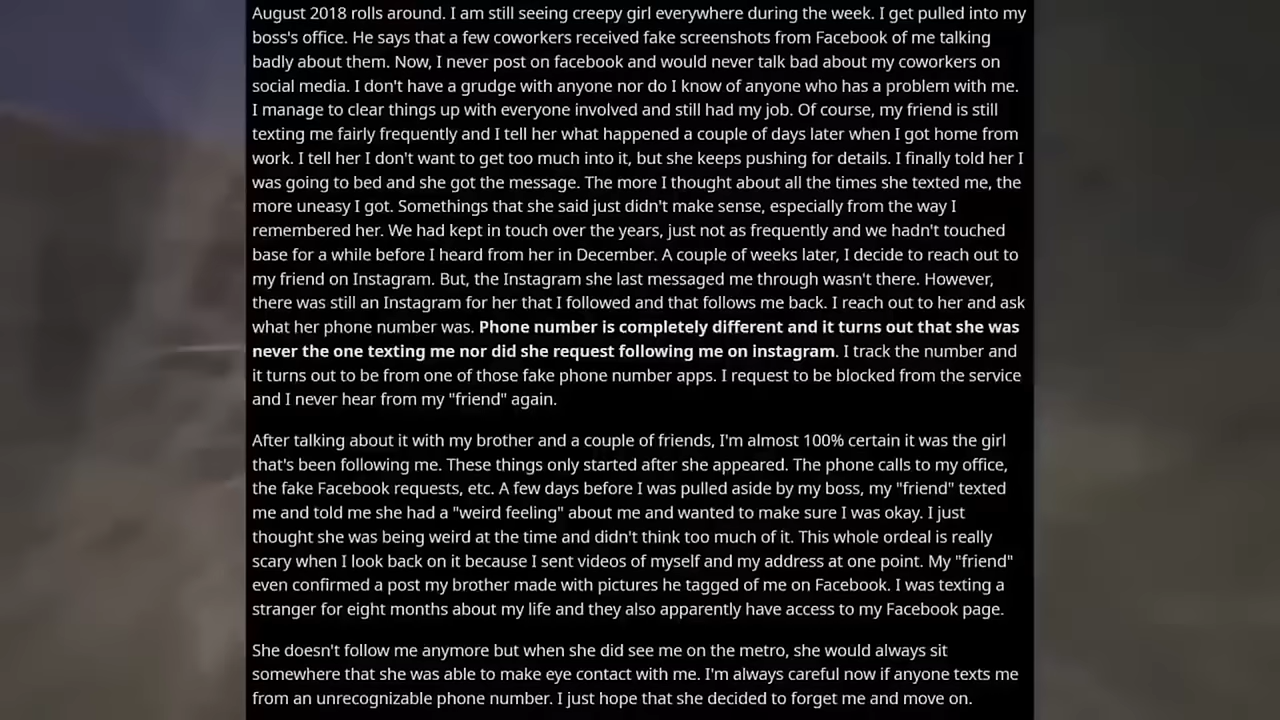 August 2018 rolls around. I am still seeing creepy girl everywhere during the week. I get pulled into my
boss's office. He says that a few coworkers received fake screenshots from Facebook of me talking
badly about them. Now, I never post on facebook and would never talk bad about my coworkers on
social media. I don't have a grudge with anyone nor do I know of anyone who has a problem with me.
I manage to clear things up with everyone involved and still had my job. Of course, my friend is still
texting me fairly frequently and I tell her what happened a couple of days later when I got home from
work. I tell her I don't want to get too much into it, but she keeps pushing for details. I finally told her I
was going to bed and she got the message. The more I thought about all the times she texted me, the
more uneasy I got. Somethings that she said just didn't make sense, especially from the way I
remembered her. We had kept in touch over the years, just not as frequently and we hadn't touched
base for a while before I heard from her in December. A couple of weeks later, I decide to reach out to
my friend on Instagram. But, the Instagram she last messaged me through wasn't there. However,
there was still an Instagram for her that I followed and that follows me back. I reach out to her and ask
what her phone number was. Phone number is completely different and it turns out that she was
never the one texting me nor did she request following me on instagram. I track the number and
it turns out to be from one of those fake phone number apps. I request to be blocked from the service
and I never hear from my "friend" again.
After talking about it with my brother and a couple of friends, I'm almost 100% certain it was the girl
that's been following me. These things only started after she appeared. The phone calls to my office,
the fake Facebook requests, etc. A few days before I was pulled aside by my boss, my "friend" texted
me and told me she had a "weird feeling" about me and wanted to make sure I was okay. I just
thought she was being weird at the time and didn't think too much of it. This whole ordeal is really
scary when I look back on it because I sent videos of myself and my address at one point. My "friend"
even confirmed a post my brother made with pictures he tagged of me on Facebook. I was texting a
stranger for eight months about my life and they also apparently have access to my Facebook page.
She doesn't follow me anymore but when she did see me on the metro, she would always sit
somewhere that she was able to make eye contact with me. I'm always careful now if anyone texts me
from an unrecognizable phone number. I just hope that she decided to forget me and move on.